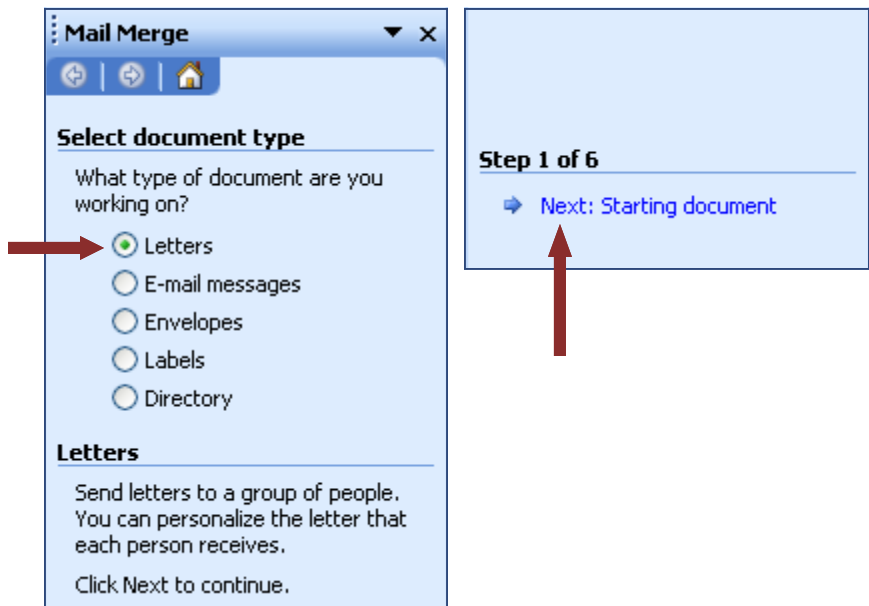 Mail Merge
Select document type
What type of document are you
working on?
Letters
E-mail messages
Envelopes
Labels
Directory
Letters
Send letters to a group of people.
You can personalize the letter that
each person receives.
Click Next to continue.
Step 1 of 6
Next: Starting document